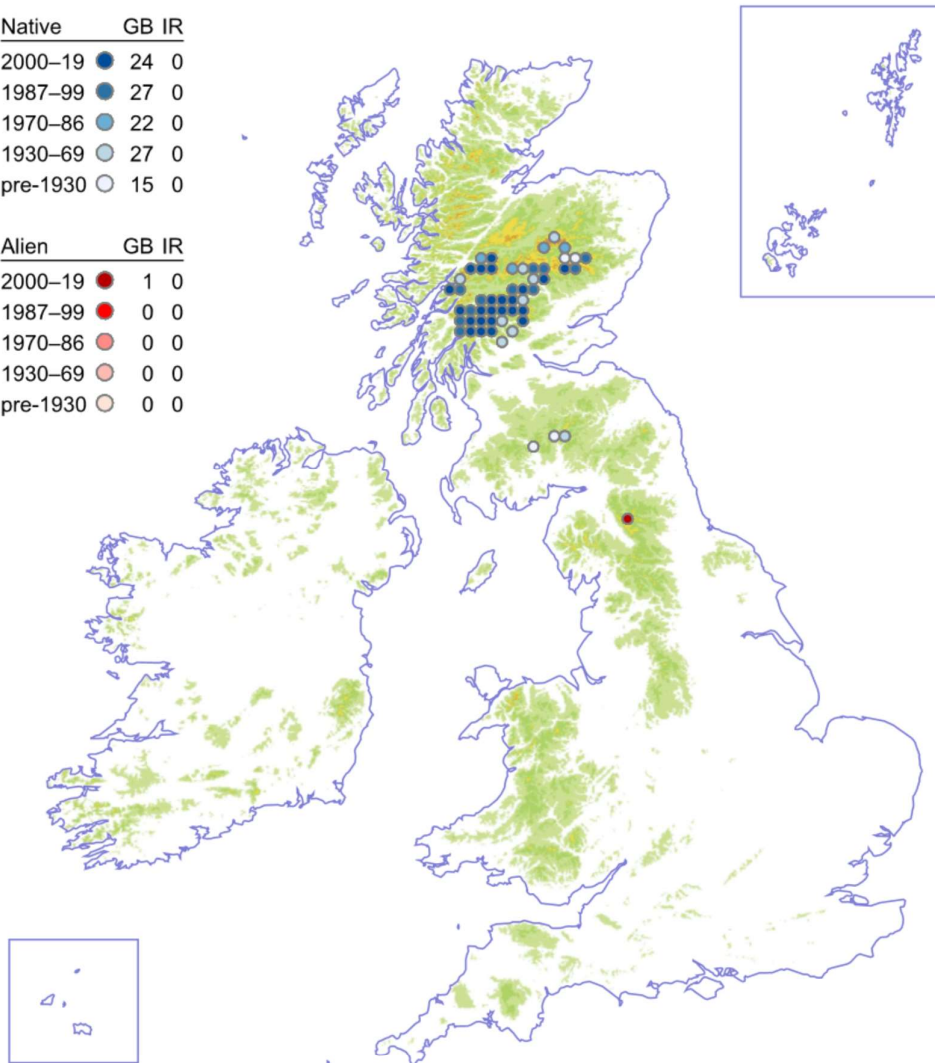 Native GB IR
2000–19 24 0
1987–99 27 0
1970–86 22 0
1930–69 27 0
pre-1930 15 0
Alien GB IR
2000–19 1 0
1987–99 0 0
1970–86 0 0
1930–69 0 0
pre-1930 0 0